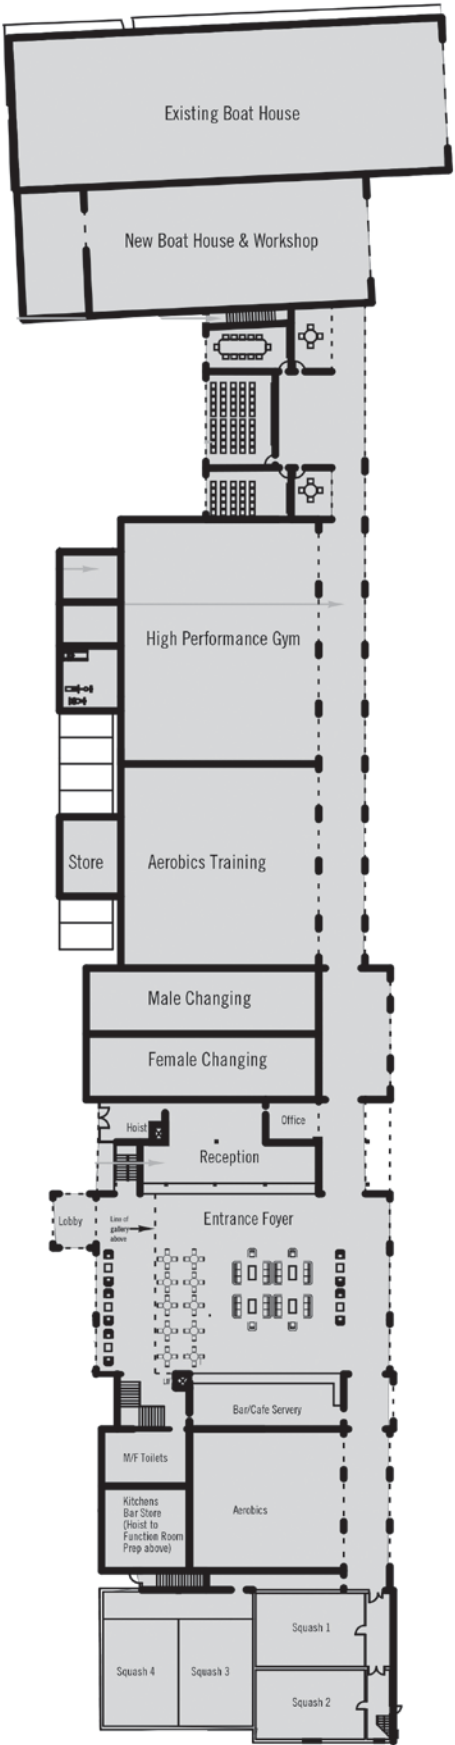 Existing Boat House
New Boat House & Workshop
High Performance Gym
Store
Aerobics Training
Male Changing
Female Changing
Hoist
Office
Reception
Lobby
Line of
gallery
above
Entrance Foyer
Bar/Cafe Servery
M/F Toilets
Kitchens
Bar Store
(Hoist to
Function Room
Prep above)
Aerobics
Squash 1
Squash 4
Squash 3
Squash 2